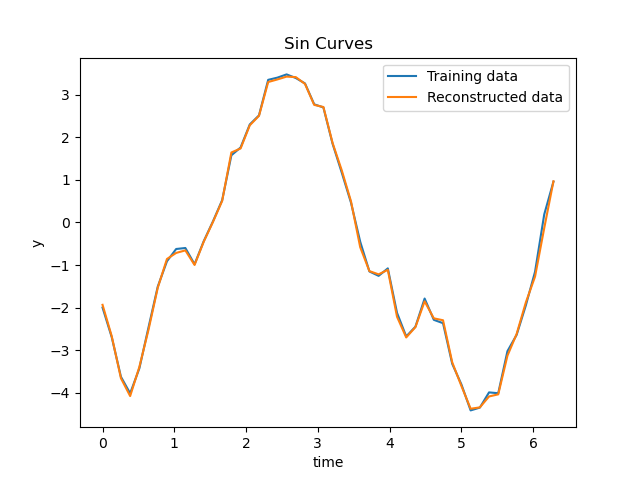 Sin Curves
Training data
Reconstructed data
3
2
1
0
−1
−2
−3
−4
y
0 1 2 3 4 5 6
time